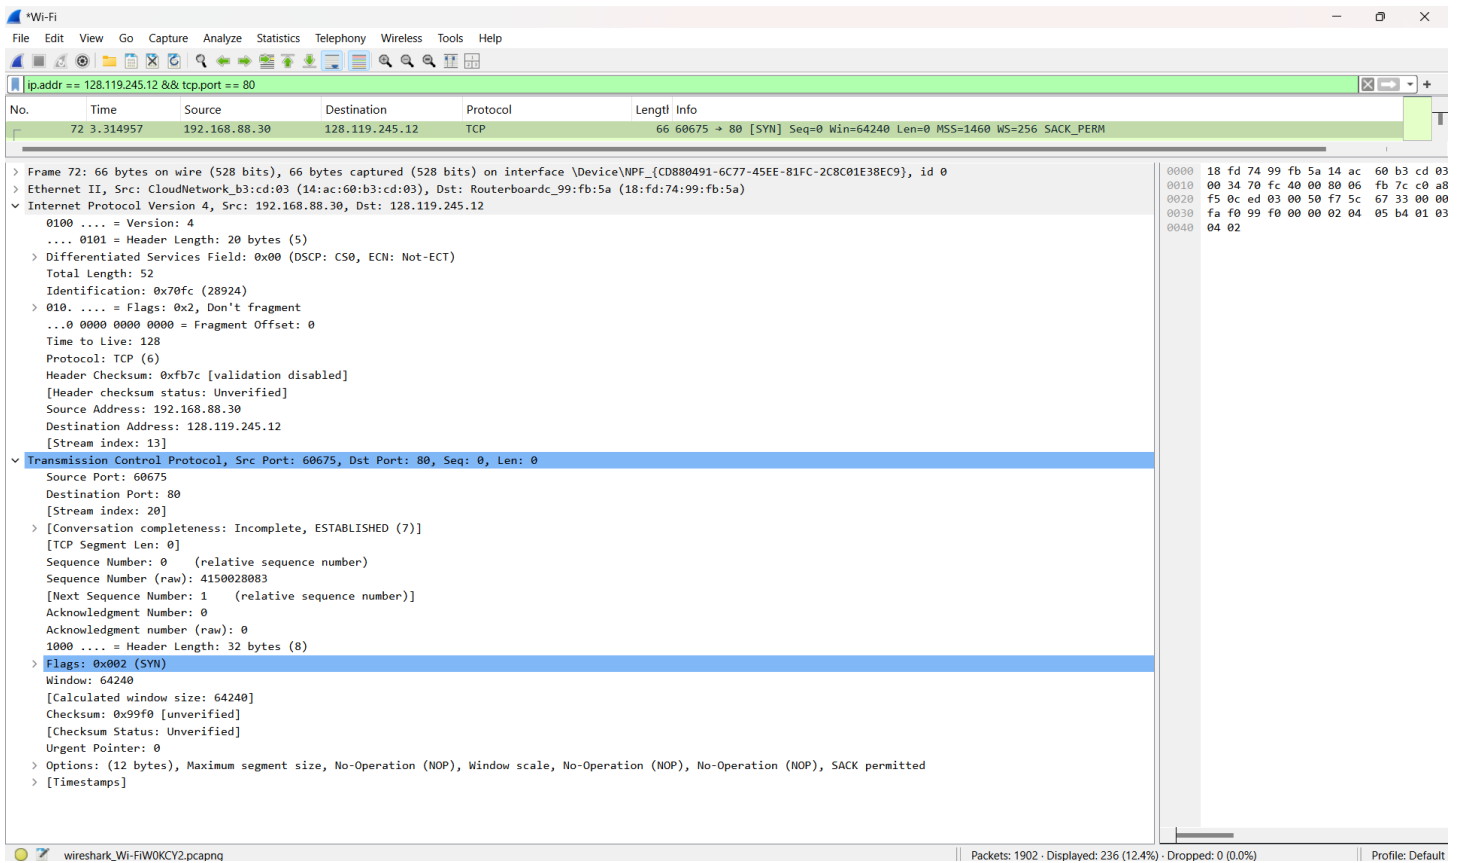 *Wi-Fi
File Edit View Go Capture Analyze Statistics Telephony Wireless Tools Help
ip.addr == 128.119.245.12 && tcp.port == 80
No. Time Source Destination Protocol Lengtl Info
72 3.314957 192.168.88.30 128.119.245.12 TCP 66 60675 → 80 [SYN] Seq=0 Win=64240 Len=0 MSS=1460 WS=256 SACK_PERM
Frame 72: 66 bytes on wire (528 bits), 66 bytes captured (528 bits) on interface \Device\NPF_{CD880491-6C77-45EE-81FC-2C8C01E38EC9}, id 0
Ethernet II, Src: CloudNetwork_b3:cd:03 (14:ac:60:b3:cd:03), Dst: Routerboardc_99:fb:5a (18:fd:74:99:fb:5a)
Internet Protocol Version 4, Src: 192.168.88.30, Dst: 128.119.245.12
0100 .... = Version: 4
.... 0101 = Header Length: 20 bytes (5)
Differentiated Services Field: 0x00 (DSCP: CS0, ECN: Not-ECT)
Total Length: 52
Identification: 0x70fc (28924)
010. .... = Flags: 0x2, Don't fragment
...0 0000 0000 0000 = Fragment Offset: 0
Time to Live: 128
Protocol: TCP (6)
Header Checksum: 0xfb7c [validation disabled]
[Header checksum status: Unverified]
Source Address: 192.168.88.30
Destination Address: 128.119.245.12
[Stream index: 13]
Transmission Control Protocol, Src Port: 60675, Dst Port: 80, Seq: 0, Len: 0
Source Port: 60675
Destination Port: 80
[Stream index: 20]
[Conversation completeness: Incomplete, ESTABLISHED (7)]
[TCP Segment Len: 0]
Sequence Number: 0 (relative sequence number)
Sequence Number (raw): 4150028083
[Next Sequence Number: 1 (relative sequence number)]
Acknowledgment Number: 0
Acknowledgment number (raw): 0
1000 .... = Header Length: 32 bytes (8)
Flags: 0x002 (SYN)
Window: 64240
[Calculated window size: 64240]
Checksum: 0x99f0 [unverified]
[Checksum Status: Unverified]
Urgent Pointer: 0
Options: (12 bytes), Maximum segment size, No-Operation (NOP), Window scale, No-Operation (NOP), No-Operation (NOP), SACK permitted
[Timestamps]
0000 18 fd 74 99 fb 5a 14 ac 60 b3 cd 03
0010 00 34 70 fc 40 00 80 06 fb 7c c0 a8
0020 f5 0c ed 03 00 50 f7 5c 67 33 00 00
0030 fa f0 99 f0 00 00 02 04 05 b4 01 03
0040 04 02
wireshark_Wi-FiW0KCY2.pcapng
Packets: 1902 · Displayed: 236 (12.4%) · Dropped: 0 (0.0%)
Profile: Default